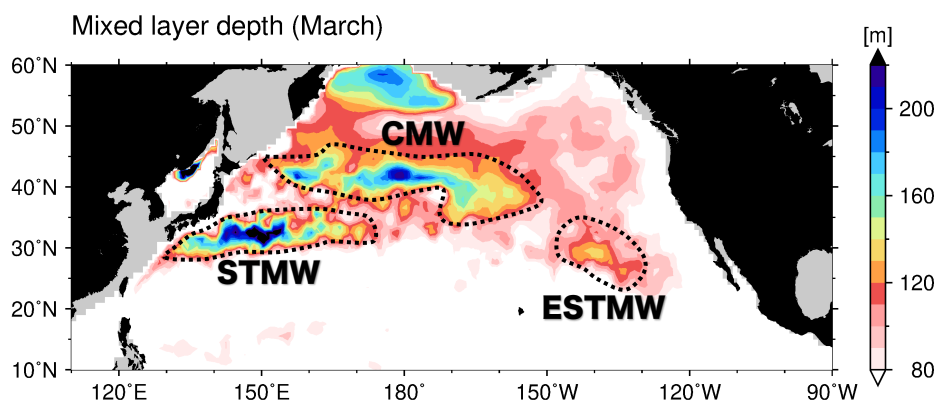 Mixed layer depth (March)
[m]
60˚N
50˚N
40˚N
30˚N
20˚N
10˚N
CMW
STMW
ESTMW
200
160
120
80
120˚E
150˚E
180˚
150˚W
120˚W
90˚W